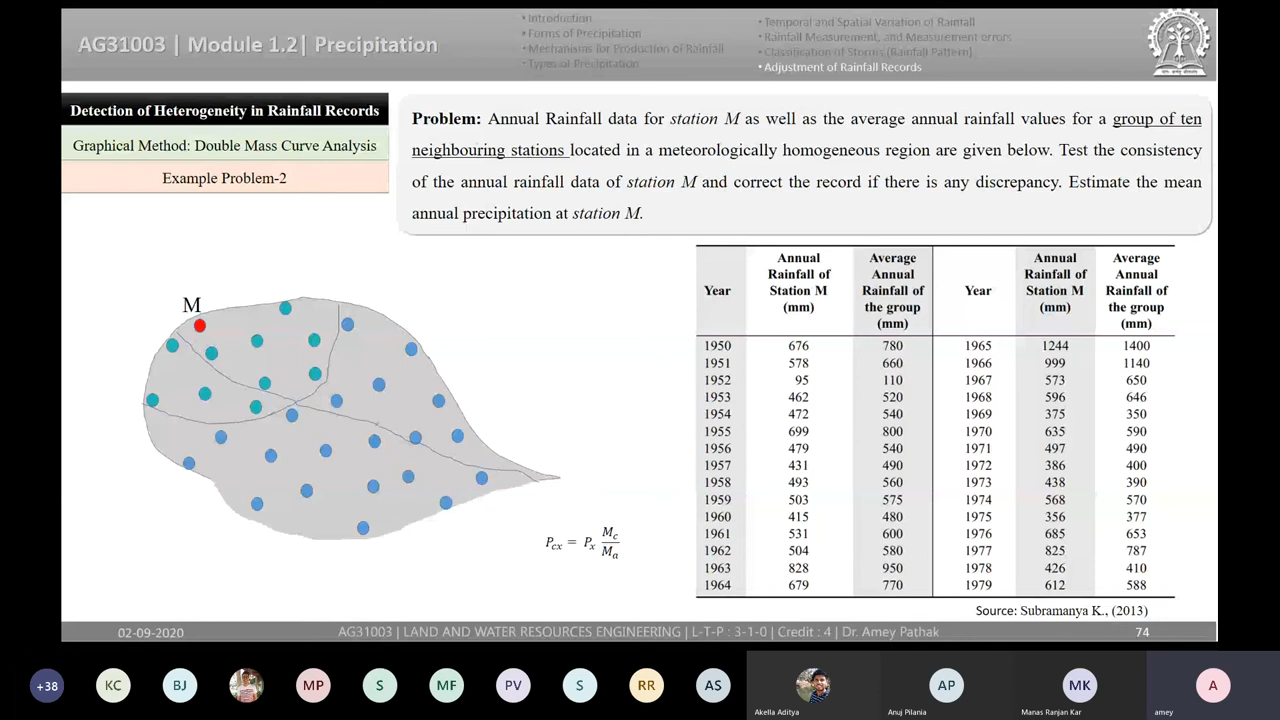 AG31003 | Module 1.2| Precipitation
•Introduction
•Forms of Precipitation
•Mechanisms for Production of Rainfall
•Types of Precipitation
•Temporal and Spatial Variation of Rainfall
•Rainfall Measurement, and Measurement errors
•Classification of Storms (Rainfall Pattern)
•Adjustment of Rainfall Records
Detection of Heterogeneity in Rainfall Records
Graphical Method: Double Mass Curve Analysis
Example Problem-2
Problem: Annual Rainfall data for station M as well as the average annual rainfall values for a group of ten
neighbouring stations located in a meteorologically homogeneous region are given below. Test the consistency
of the annual rainfall data of station M and correct the record if there is any discrepancy. Estimate the mean
annual precipitation at station M.
M
Pcx = Px Mc/Ma
Year Annual Rainfall of Station M (mm) Average Annual Rainfall of the group (mm) Year Annual Rainfall of Station M (mm) Average Annual Rainfall of the group (mm)
1950 676 780 1965 1244 1400
1951 578 660 1966 999 1140
1952 95 110 1967 573 650
1953 462 520 1968 596 646
1954 472 540 1969 375 350
1955 699 800 1970 635 590
1956 479 540 1971 497 490
1957 431 490 1972 386 400
1958 493 560 1973 438 390
1959 503 575 1974 568 570
1960 415 480 1975 356 377
1961 531 600 1976 685 653
1962 504 580 1977 825 787
1963 828 950 1978 426 410
1964 679 770 1979 612 588
Source: Subramanya K., (2013)
02-09-2020
AG31003 | LAND AND WATER RESOURCES ENGINEERING | L-T-P : 3-1-0 | Credit : 4 | Dr. Amey Pathak
74
+38 KC BJ MP S MF PV S RR AS AP MK A
Akella Aditya
Anuj Pilania
Manas Ranjan Kar
amey